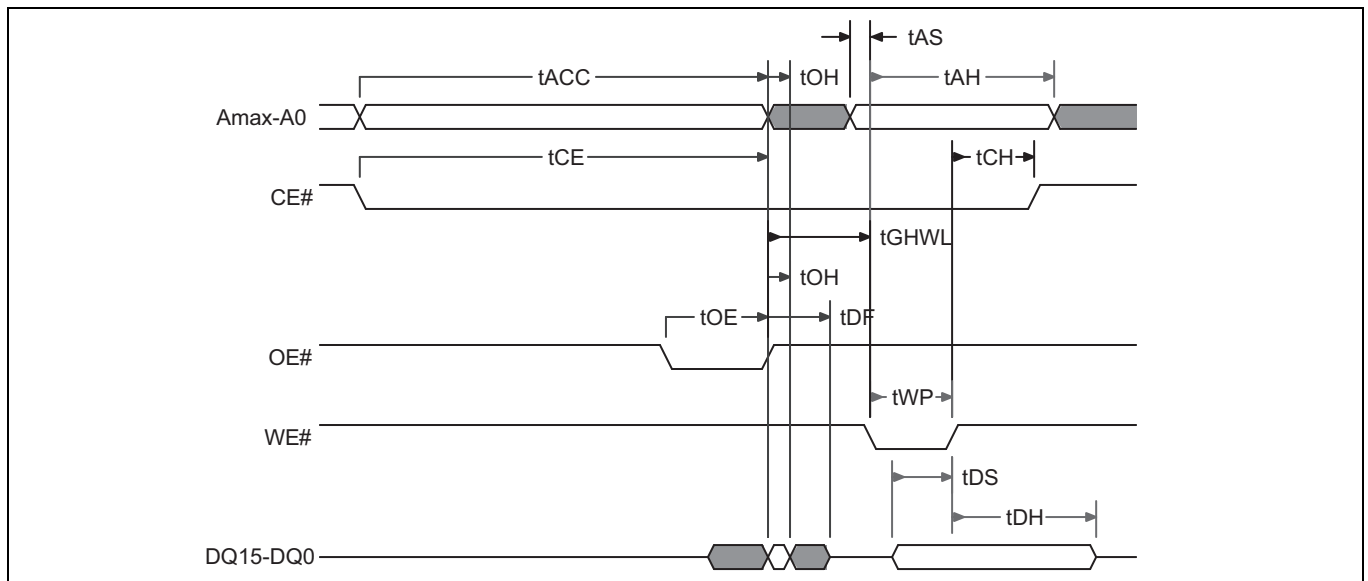 tAS
tACC
tOH
tAH
Amax-A0
tCE
tCH
CE#
tGHWL
tOH
tOE
tDF
OE#
tWP
WE#
tDS
tDH
DQ15-DQ0